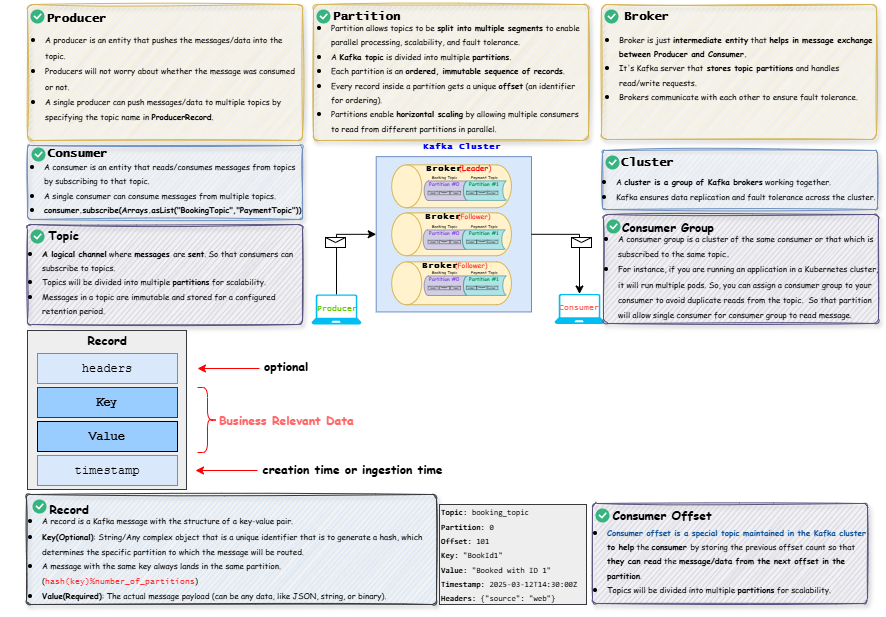 Producer
A producer is an entity that pushes the messages/data into the
topic.
Producers will not worry about whether the message was consumed
or not.
A single producer can push messages/data to multiple topics by
specifying the topic name in ProducerRecord.
Partition
Partition allows topics to be split into multiple segments to enable
parallel processing, scalability, and fault tolerance.
A Kafka topic is divided into multiple partitions.
Each partition is an ordered, immutable sequence of records.
Every record inside a partition gets a unique offset (an identifier
for ordering).
Partitions enable horizontal scaling by allowing multiple consumers
to read from different partitions in parallel.
Broker
Broker is just intermediate entity that helps in message exchange
between Producer and Consumer.
It's Kafka server that stores topic partitions and handles
read/write requests.
Brokers communicate with each other to ensure fault tolerance.
Consumer
A consumer is an entity that reads/consumes messages from topics
by subscribing to that topic.
A single consumer can consume messages from multiple topics.
consumer.subscribe(Arrays.asList("BookingTopic","PaymentTopic"))
Topic
A logical channel where messages are sent. So that consumers can
subscribe to topics.
Topics will be divided into multiple partitions for scalability.
Messages in a topic are immutable and stored for a configured
retention period.
Kafka Cluster
Broker(Leader)
Booking Topic Payment Topic
Partition #0 Partition #1
Broker(Follower)
Booking Topic Payment Topic
Partition #0 Partition #1
Broker(Follower)
Booking Topic Payment Topic
Partition #0 Partition #1
Producer
Consumer
Cluster
A cluster is a group of Kafka brokers working together.
Kafka ensures data replication and fault tolerance across the cluster.
Consumer Group
A consumer group is a cluster of the same consumer or that which is
subscribed to the same topic.
For instance, if you are running an application in a Kubernetes cluster,
it will run multiple pods. So, you can assign a consumer group to your
consumer to avoid duplicate reads from the topic. So that partition
will allow single consumer for consumer group to read message.
Record
headers
optional
Key
Business Relevant Data
Value
timestamp
creation time or ingestion time
Record
A record is a Kafka message with the structure of a key-value pair.
Key(Optional): String/Any complex object that is a unique identifier that is to generate a hash, which
determines the specific partition to which the message will be routed.
A message with the same key always lands in the same partition.
(hash(key)%number_of_partitions)
Value(Required): The actual message payload (can be any data, like JSON, string, or binary).
Topic: booking_topic
Partition: 0
Offset: 101
Key: "BookId1"
Value: "Booked with ID 1"
Timestamp: 2025-03-12T14:30:00Z
Headers: {"source": "web"}
Consumer Offset
Consumer offset is a special topic maintained in the Kafka cluster
to help the consumer by storing the previous offset count so that
they can read the message/data from the next offset in the
partition.
Topics will be divided into multiple partitions for scalability.